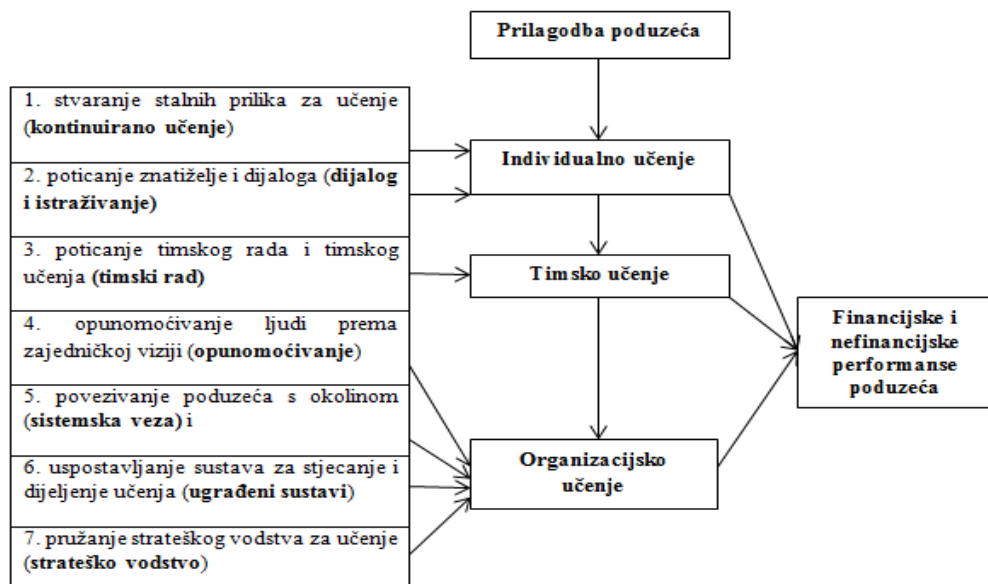 Prilagodba poduzeća
1. stvaranje stalnih prilika za učenje
(kontinuirano učenje)
2. poticanje znatiželje i dijaloga (dijalog
i istraživanje)
3. poticanje timskog rada i timskog
učenja (timski rad)
4. opunomoćivanje ljudi prema
zajedničkoj viziji (opunomoćivanje)
5. povezivanje poduzeća s okolinom
(sistemska veza) i
6. uspostavljanje sustava za stjecanje i
dijeljenje učenja (ugrađeni sustavi)
7. pružanje strateškog vodstva za učenje
(strateško vodstvo)
Individualno učenje
Timsko učenje
Organizacijsko
učenje
Financijske i
nefinancijske
performanse
poduzeća